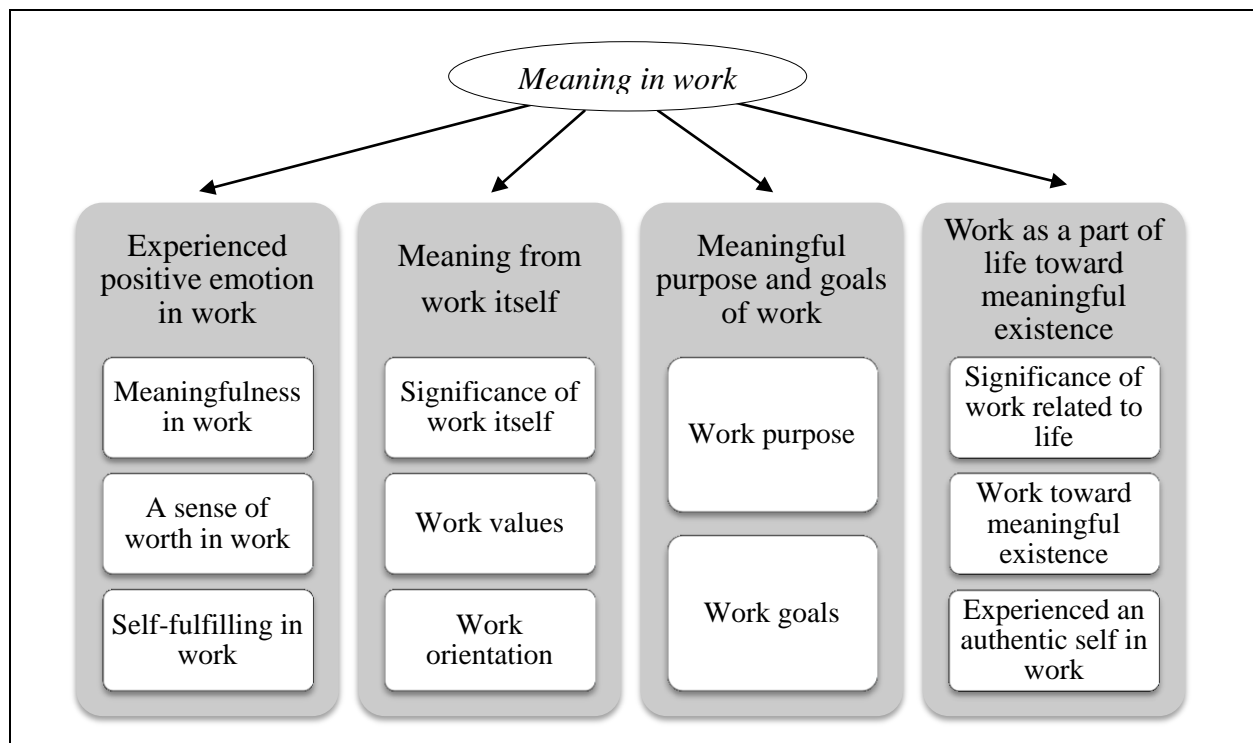 Meaning in work
Experienced
positive emotion
in work
Meaningfulness
in work
A sense of
worth in work
Self-fulfilling in
work
Meaning from
work itself
Significance of
work itself
Work values
Work
orientation
Meaningful
purpose and goals
of work
Work purpose
Work goals
Work as a part of
life toward
meaningful
existence
Significance of
work related to
life
Work toward
meaningful
existence
Experienced an
authentic self in
work